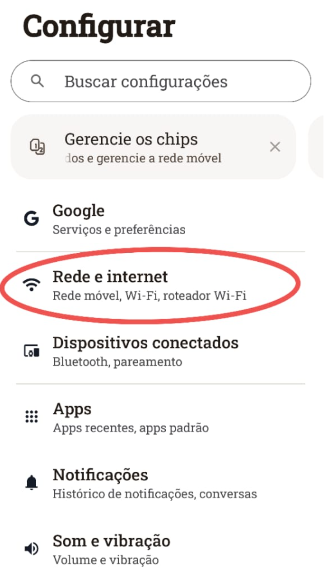 Configurar
Buscar configurações
Gerencie os chips
dos e gerencie a rede móvel
Google
Serviços e preferências
Rede e internet
Rede móvel, Wi-Fi, roteador Wi-Fi
Dispositivos conectados
Bluetooth, pareamento
Apps
Apps recentes, apps padrão
Notificações
Histórico de notificações, conversas
Som e vibração
Volume e vibração